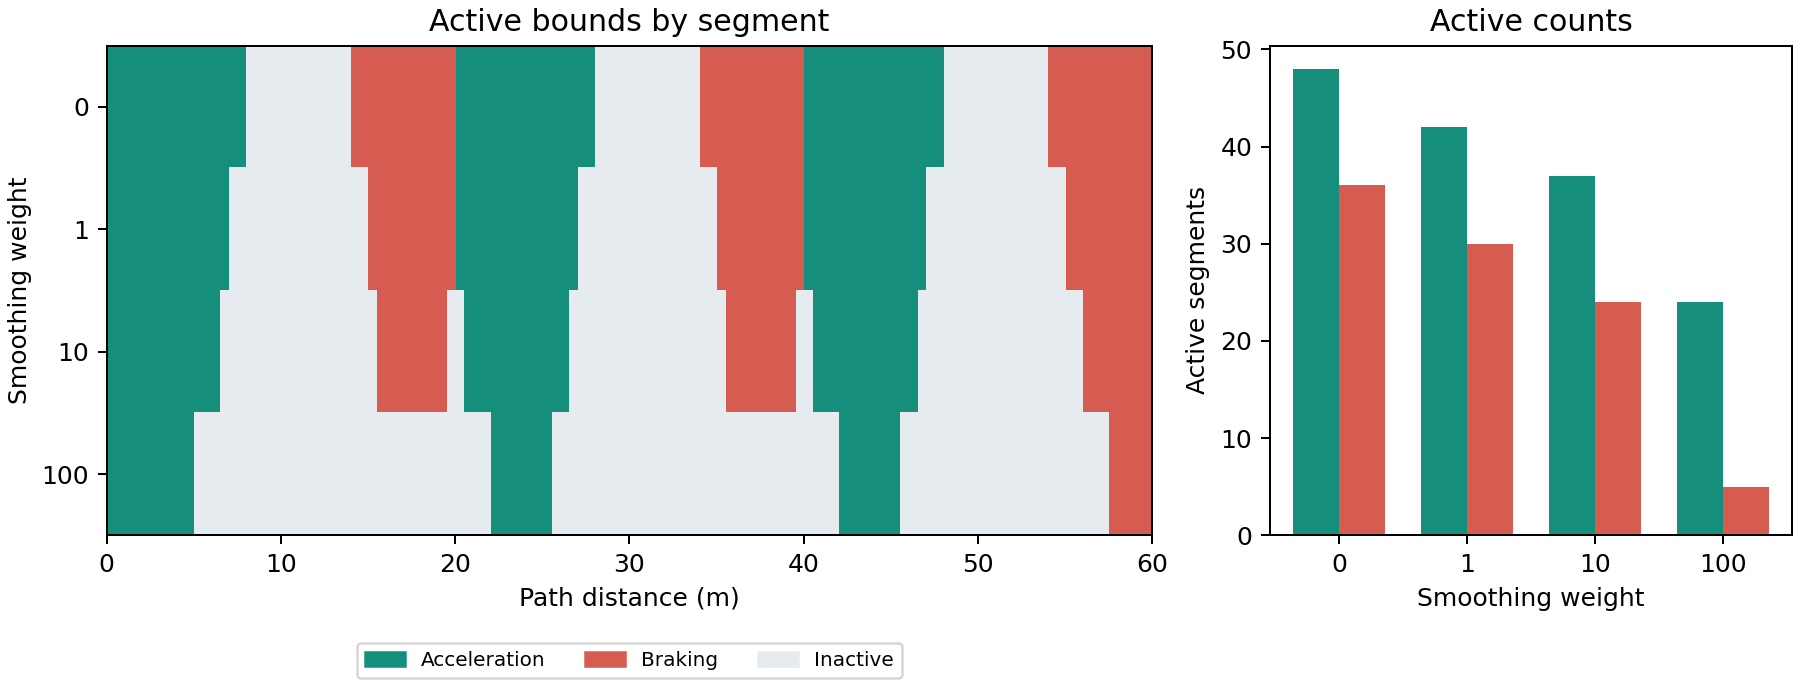 Active bounds by segment
Smoothing weight
0
1
10
100
0 10 20 30 40 50 60
Path distance (m)
Acceleration Braking Inactive
Active counts
Active segments
50
40
30
20
10
0
0 1 10 100
Smoothing weight